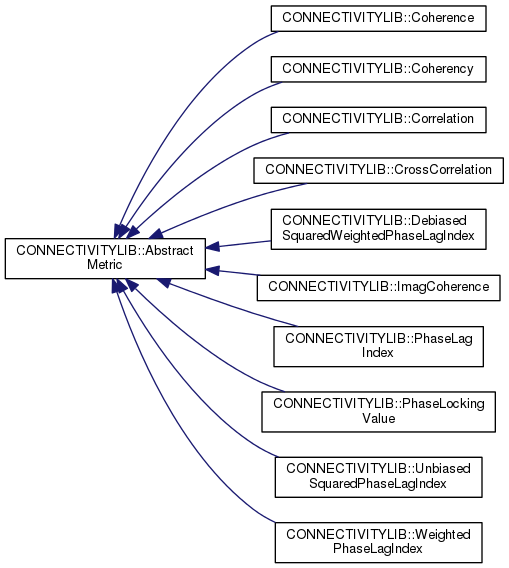 CONNECTIVITYLIB::Coherence
CONNECTIVITYLIB::Coherency
CONNECTIVITYLIB::Correlation
CONNECTIVITYLIB::CrossCorrelation
CONNECTIVITYLIB::Debiased
SquaredWeightedPhaseLagIndex
CONNECTIVITYLIB::Abstract
Metric
CONNECTIVITYLIB::ImagCoherence
CONNECTIVITYLIB::PhaseLag
Index
CONNECTIVITYLIB::PhaseLocking
Value
CONNECTIVITYLIB::Unbiased
SquaredPhaseLagIndex
CONNECTIVITYLIB::Weighted
PhaseLagIndex